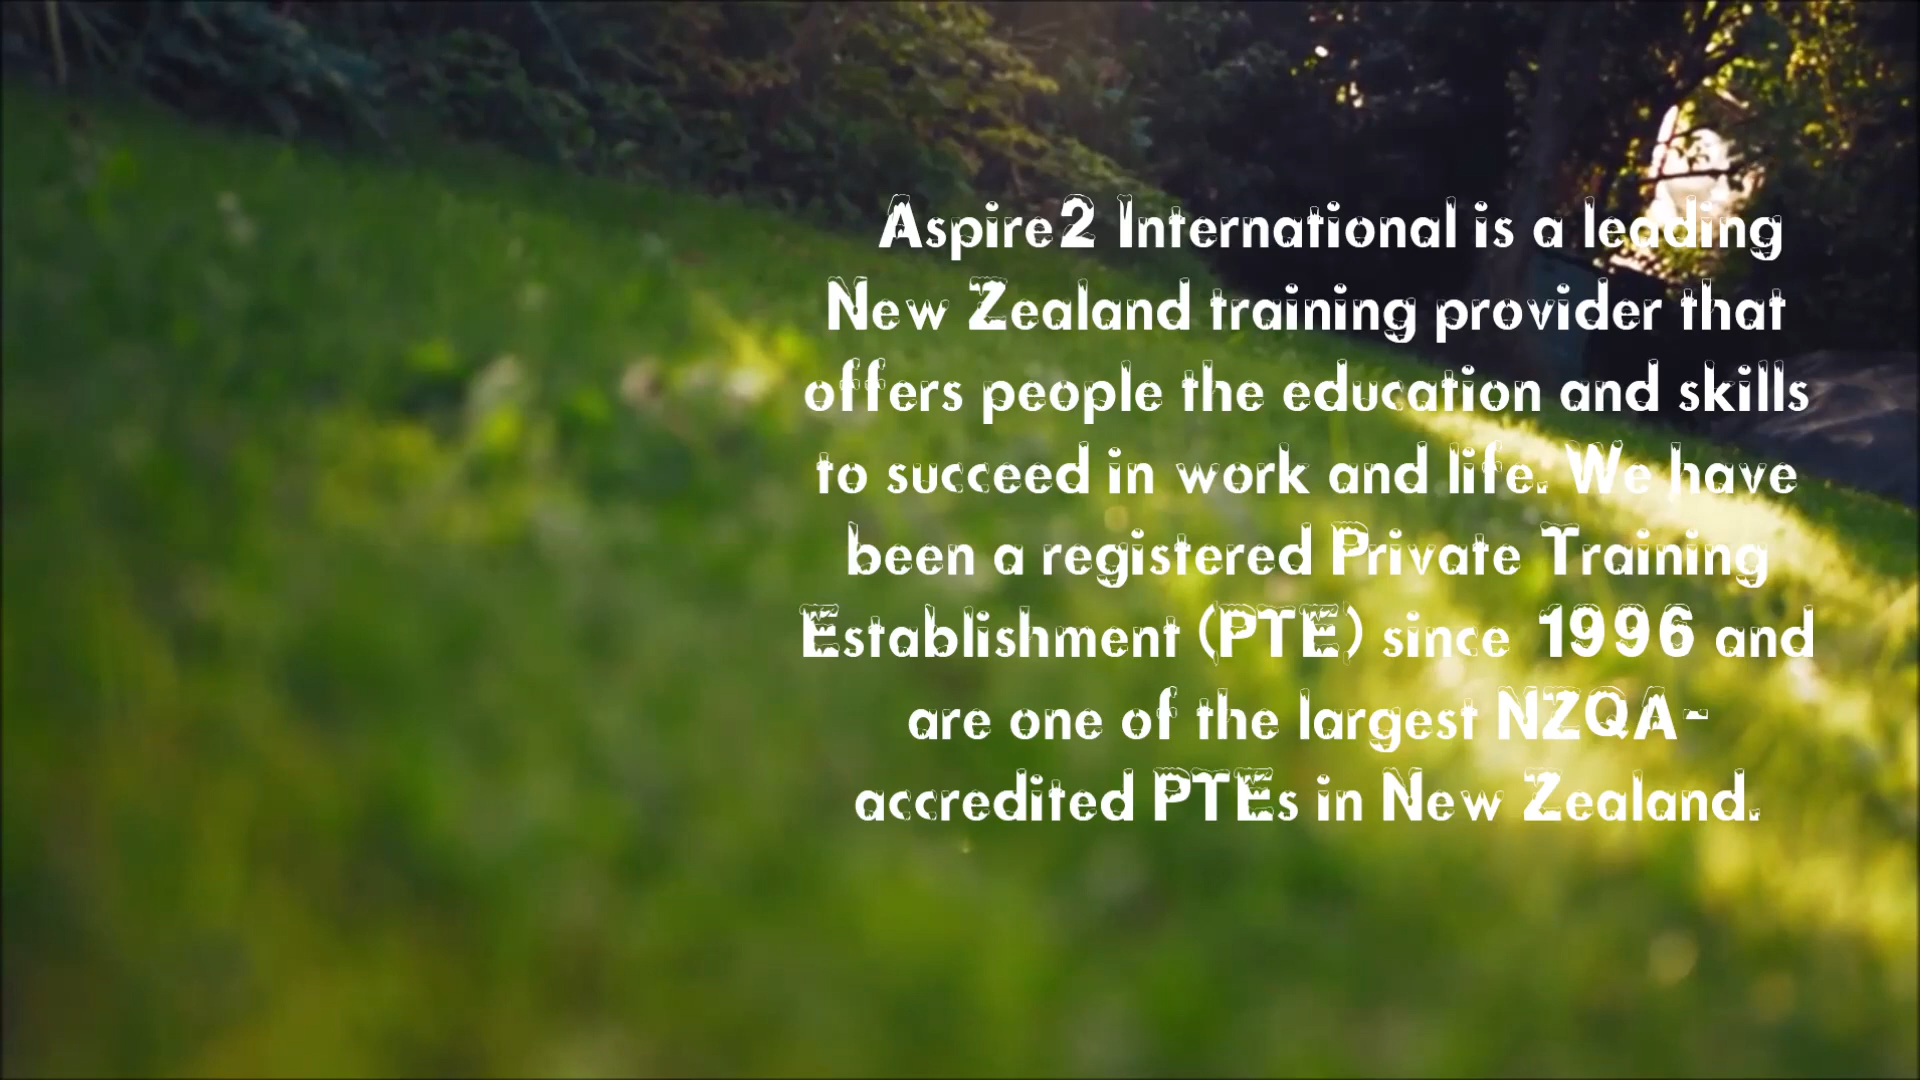 Aspire2 International is a leading
New Zealand training provider that
offers people the education and skills
to succeed in work and life. We have
been a registered Private Training
Establishment (PTE) since 1996 and
are one of the largest NZQA-
accredited PTEs in New Zealand.